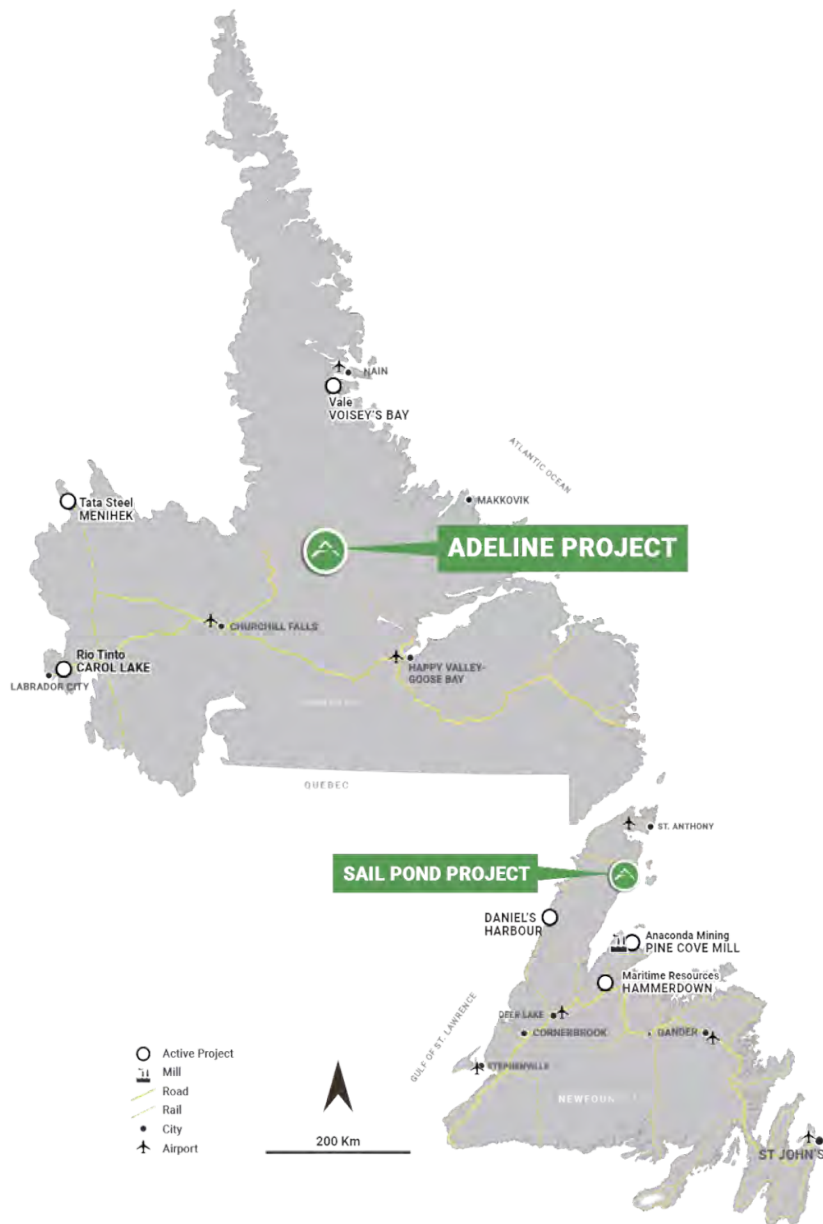 NAIN
Vale
VOISEY'S BAY
ATLANTIC OCEAN
MAKKOVIK
Tata Steel
MENIHEK
ADELINE PROJECT
CHURCHILL FALLS
Rio Tinto
CAROL LAKE
LABRADOR CITY
HAPPY VALLEY-
GOOSE BAY
QUEBEC
ST. ANTHONY
SAIL POND PROJECT
DANIEL'S
HARBOUR
Anaconda Mining
PINE COVE MILL
Maritime Resources
HAMMERDOWN
DEER LAKE
GULF OF ST. LAWRENCE
CORNERBROOK
GANDER
STEPHENVILLE
ST JOHN'S
Active Project
Mill
Road
Rail
City
Airport
200 Km